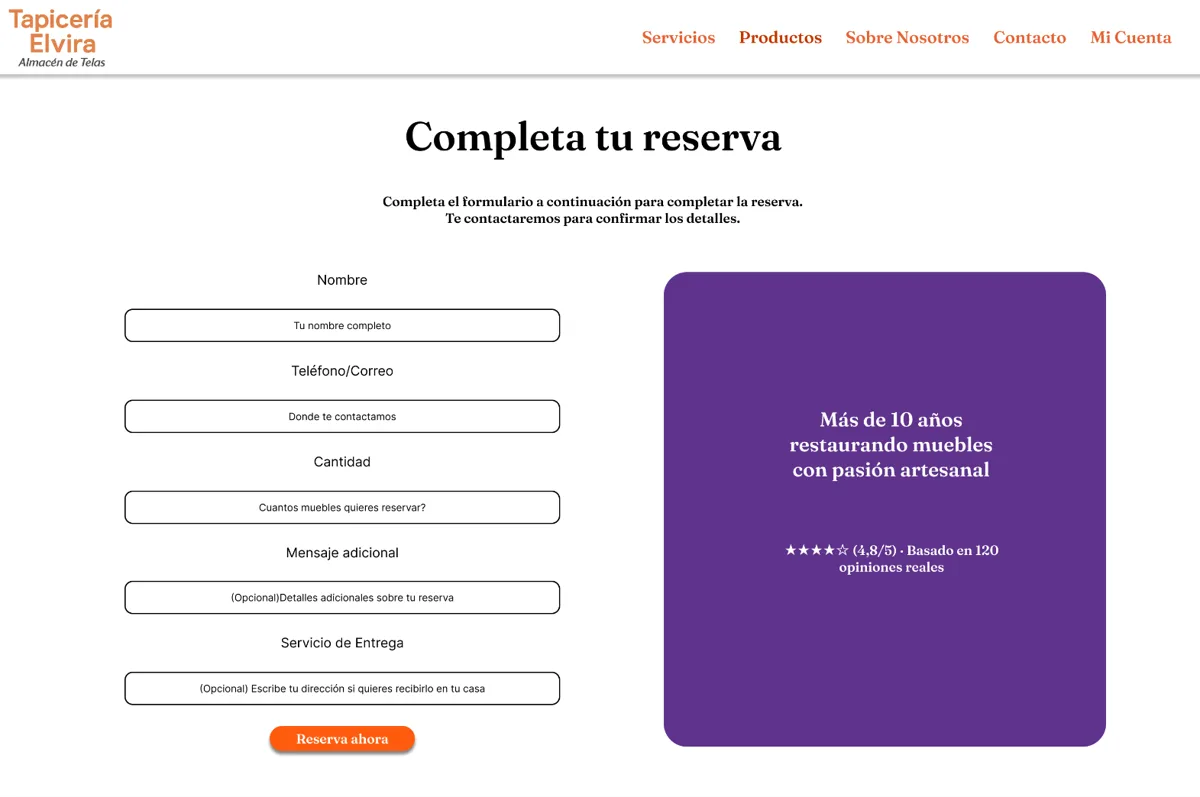 Tapicería
Elvira
Almacén de Telas
Servicios
Productos
Sobre Nosotros
Contacto
Mi Cuenta
Completa tu reserva
Completa el formulario a continuación para completar la reserva.
Te contactaremos para confirmar los detalles.
Nombre
Tu nombre completo
Teléfono/Correo
Donde te contactamos
Cantidad
Cuantos muebles quieres reservar?
Mensaje adicional
(Opcional)Detalles adicionales sobre tu reserva
Servicio de Entrega
(Opcional) Escribe tu dirección si quieres recibirlo en tu casa
Reserva ahora
Más de 10 años
restaurando muebles
con pasión artesanal
★★★★☆ (4,8/5) · Basado en 120
opiniones reales